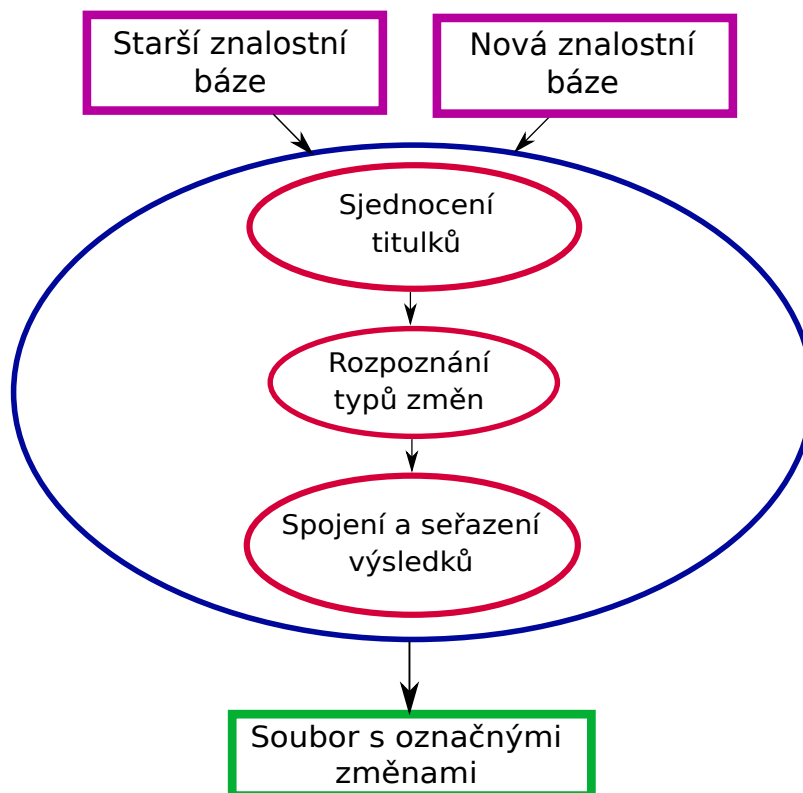 Starší znalostní
báze
Nová znalostní
báze
Sjednocení
titulků
Rozpoznání
typů změn
Spojení a seřazení
výsledků
Soubor s označnými
změnami